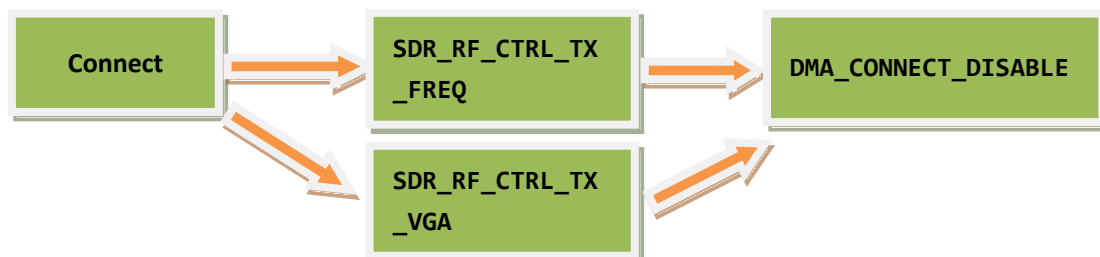 Connect
SDR_RF_CTRL_TX
_FREQ
DMA_CONNECT_DISABLE
SDR_RF_CTRL_TX
_VGA